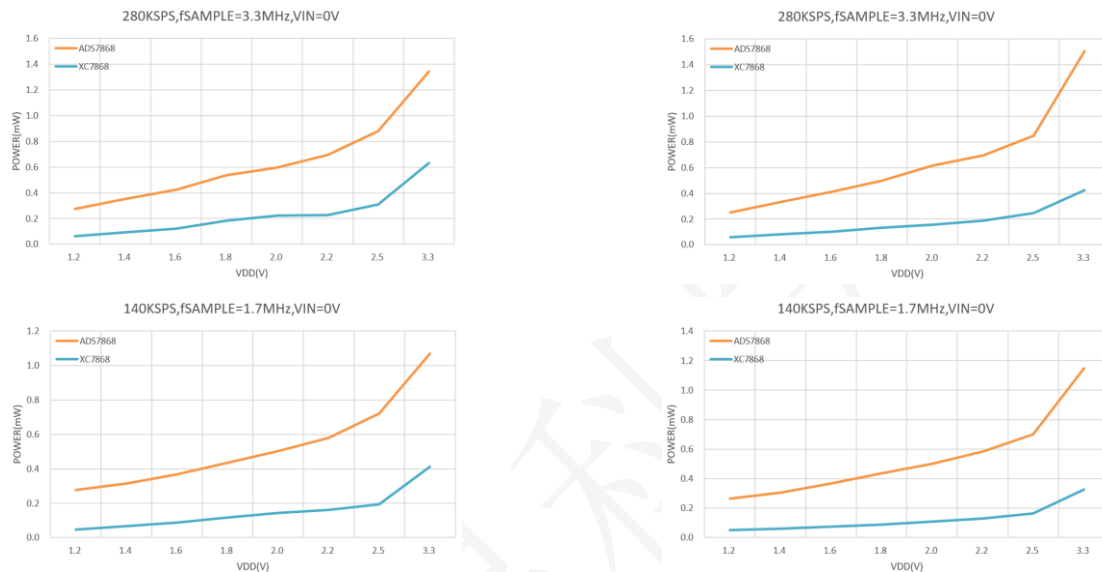 280KSPS,fSAMPLE=3.3MHz,VIN=0V
1.6
1.4
1.2
1.0
0.8
0.6
0.4
0.2
0.0
POWER(mW)
ADS7868
XC7868
1.2 1.4 1.6 1.8 2.0 2.2 2.5 3.3
VDD(V)
280KSPS,fSAMPLE=3.3MHz,VIN=0V
1.6
1.4
1.2
1.0
0.8
0.6
0.4
0.2
0.0
POWER(mW)
ADS7868
XC7868
1.2 1.4 1.6 1.8 2.0 2.2 2.5 3.3
VDD(V)
140KSPS,fSAMPLE=1.7MHz,VIN=0V
1.2
1.0
0.8
0.6
0.4
0.2
0.0
POWER(mW)
ADS7868
XC7868
1.2 1.4 1.6 1.8 2.0 2.2 2.5 3.3
VDD(V)
140KSPS,fSAMPLE=1.7MHz,VIN=0V
1.4
1.2
1.0
0.8
0.6
0.4
0.2
0.0
POWER(mW)
ADS7868
XC7868
1.2 1.4 1.6 1.8 2.0 2.2 2.5 3.3
VDD(V)